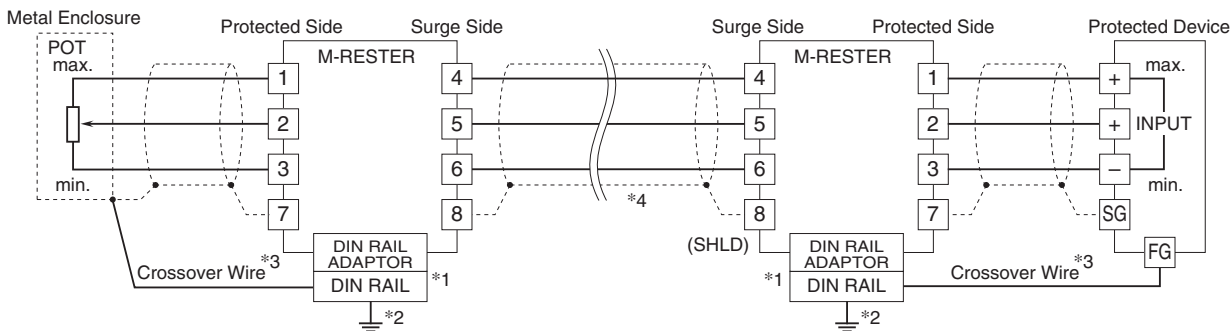 Metal Enclosure
Protected Side Surge Side Surge Side Protected Side Protected Device
POT M-RESTER M-RESTER
max. max.
1 4 4 1 +
2 5 5 2 + INPUT
3 6 6 3 –
min. *4 min.
7 8 8 7 SG
(SHLD)
DIN RAIL ADAPTOR DIN RAIL ADAPTOR FG
Crossover Wire*3 DIN RAIL *1 *1 DIN RAIL Crossover Wire*3
*2 *2